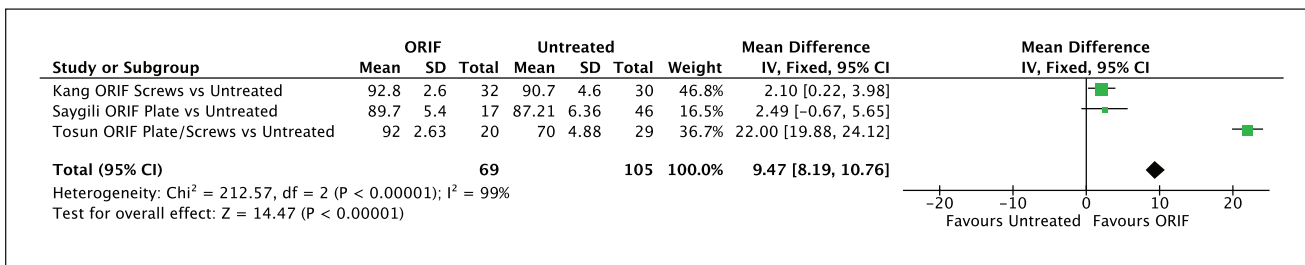 ORIF Untreated Mean Difference Mean Difference
Study or Subgroup Mean SD Total Mean SD Total Weight IV, Fixed, 95% CI IV, Fixed, 95% CI
Kang ORIF Screws vs Untreated 92.8 2.6 32 90.7 4.6 30 46.8% 2.10 [0.22, 3.98]
Saygili ORIF Plate vs Untreated 89.7 5.4 17 87.21 6.36 46 16.5% 2.49 [−0.67, 5.65]
Tosun ORIF Plate/Screws vs Untreated 92 2.63 20 70 4.88 29 36.7% 22.00 [19.88, 24.12]
Total (95% CI) 69 105 100.0% 9.47 [8.19, 10.76]
Heterogeneity: Chi² = 212.57, df = 2 (P < 0.00001); I² = 99%
Test for overall effect: Z = 14.47 (P < 0.00001)
−20 −10 0 10 20
Favours Untreated Favours ORIF